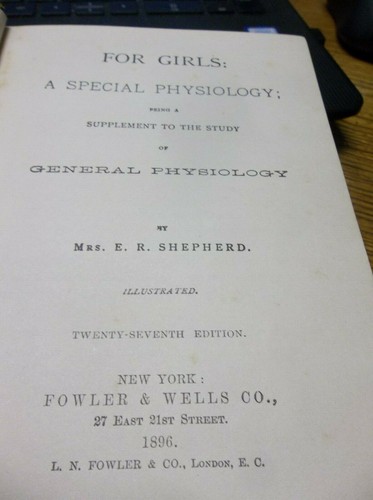 FOR GIRLS:
A SPECIAL PHYSIOLOGY;
BEING A
SUPPLEMENT TO THE STUDY
OF
GENERAL PHYSIOLOGY
BY
MRS. E. R. SHEPHERD.
ILLUSTRATED.
TWENTY-SEVENTH EDITION.
NEW YORK:
FOWLER & WELLS CO.,
27 EAST 21ST STREET.
1896.
L. N. FOWLER & CO., LONDON, E. C.